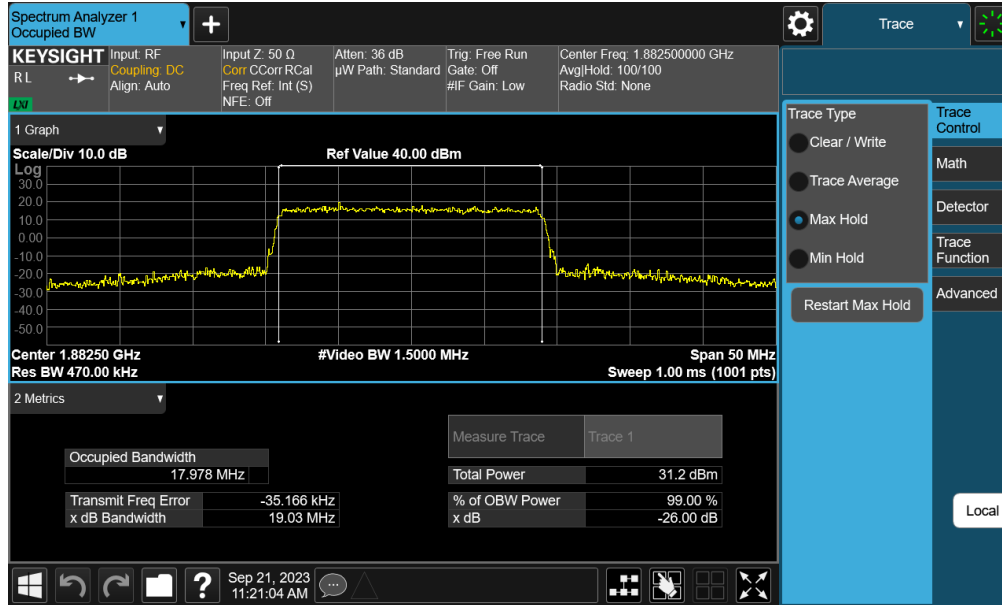 Spectrum Analyzer 1
Occupied BW
+
Trace
KEYSIGHT
R L
LXI
Input: RF
Coupling: DC
Align: Auto
Input Z: 50 Ω
Corr CCorr RCal
Freq Ref: Int (S)
NFE: Off
Atten: 36 dB
µW Path: Standard
Trig: Free Run
Gate: Off
#IF Gain: Low
Center Freq: 1.882500000 GHz
Avg|Hold: 100/100
Radio Std: None
1 Graph
Scale/Div 10.0 dB
Ref Value 40.00 dBm
Log
30.0
20.0
10.0
0.00
-10.0
-20.0
-30.0
-40.0
-50.0
Center 1.88250 GHz
#Video BW 1.5000 MHz
Span 50 MHz
Res BW 470.00 kHz
Sweep 1.00 ms (1001 pts)
2 Metrics
Measure Trace Trace 1
Occupied Bandwidth
17.978 MHz
Total Power 31.2 dBm
Transmit Freq Error -35.166 kHz
% of OBW Power 99.00 %
x dB Bandwidth 19.03 MHz
x dB -26.00 dB
Trace Type
Clear / Write
Trace Average
Max Hold
Min Hold
Restart Max Hold
Trace
Control
Math
Detector
Trace
Function
Advanced
Local
?
Sep 21, 2023
11:21:04 AM